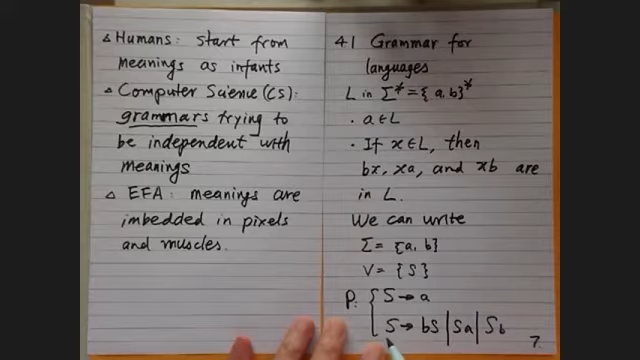 △ Humans: start from
meanings as infants
△ Computer Science (CS):
grammars trying to
be independent with
meanings
△ EFA: meanings are
imbedded in pixels
and muscles.
4.1 Grammar for
languages
L in Σ* = {a, b}*
· a ∈ L
· If x ∈ L, then
bx, xa, and xb are
in L.
We can write
Σ = {a, b}
V = {S}
P: { S → a
S → bS | Sa | Sb
7